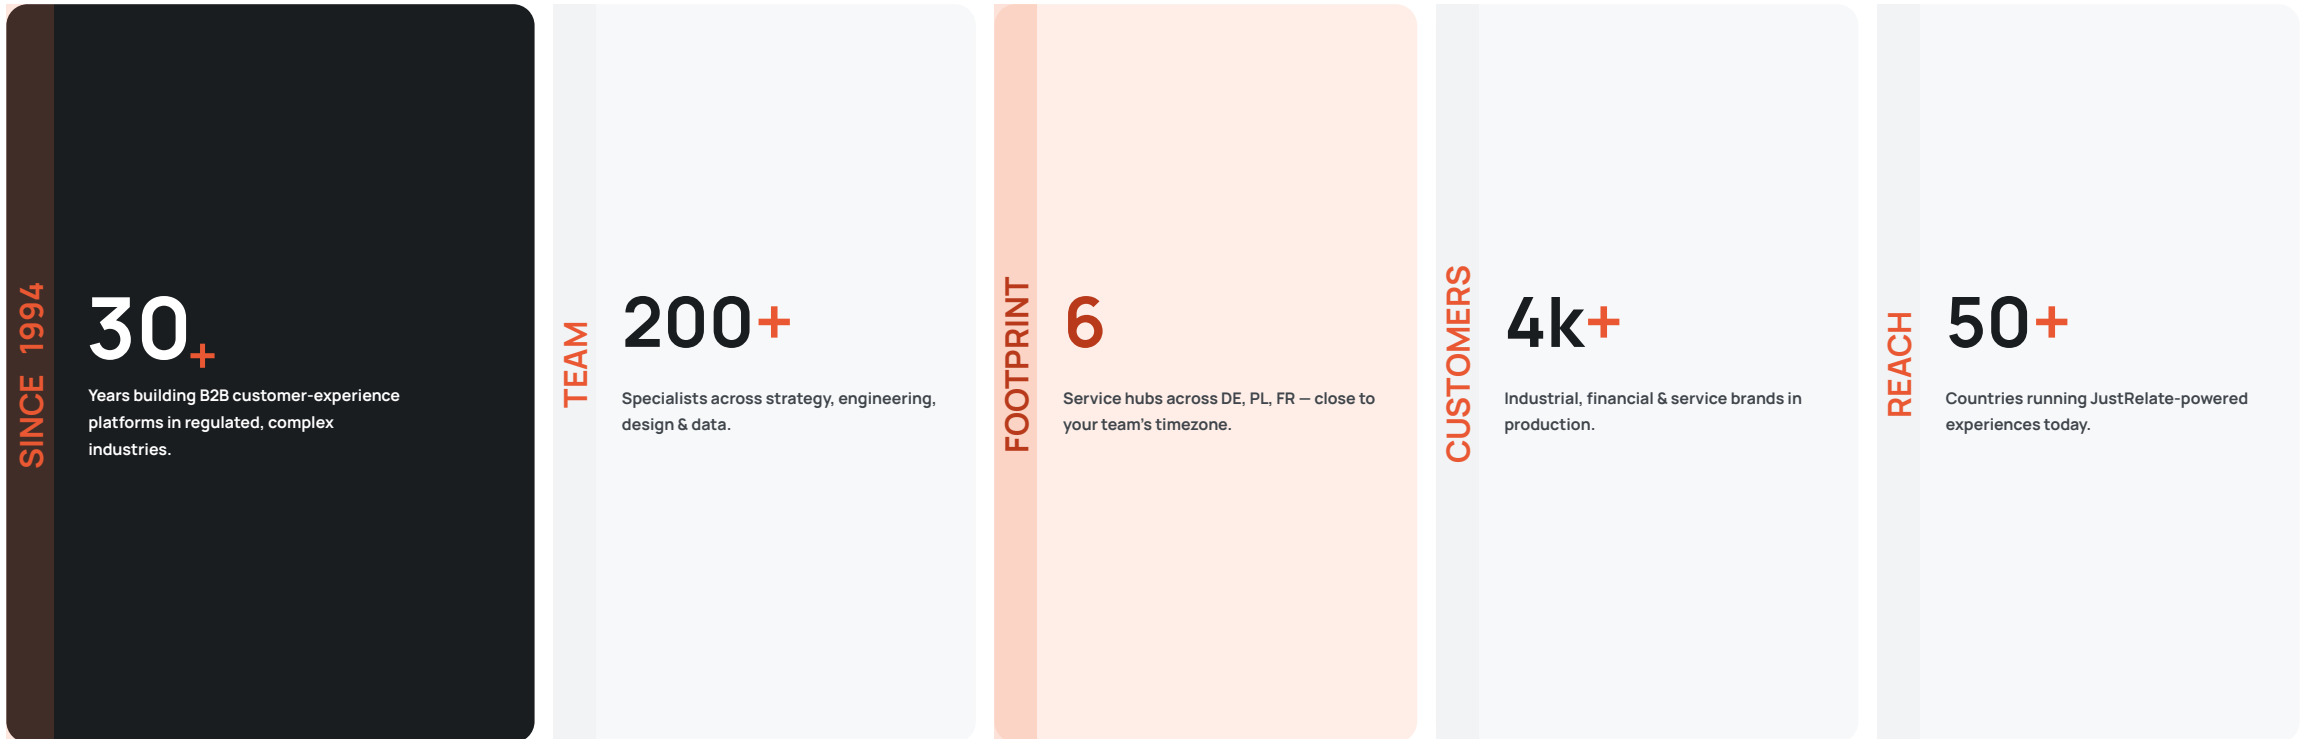 SINCE 1994
30+
Years building B2B customer-experience
platforms in regulated, complex
industries.
TEAM
200+
Specialists across strategy, engineering,
design & data.
FOOTPRINT
6
Service hubs across DE, PL, FR — close to
your team's timezone.
CUSTOMERS
4k+
Industrial, financial & service brands in
production.
REACH
50+
Countries running JustRelate-powered
experiences today.